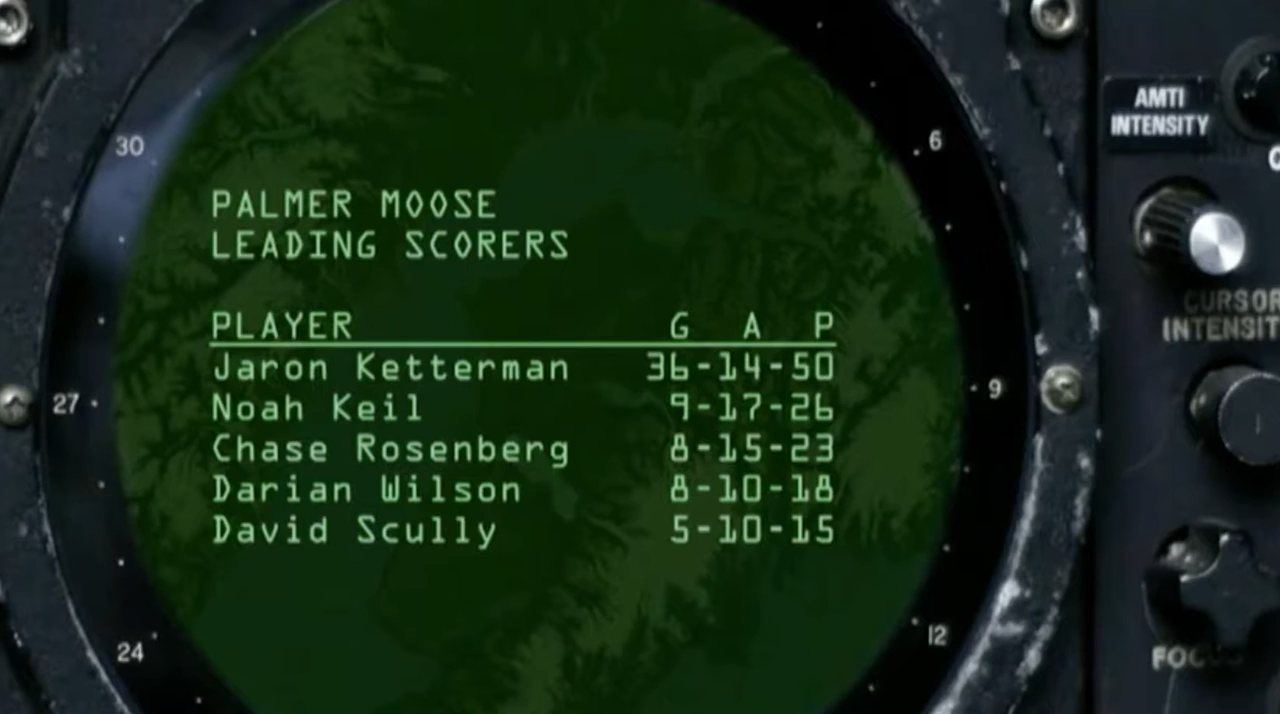 AMTI
INTENSITY
30
6
PALMER MOOSE
LEADING SCORERS
CURSOR
PLAYER G A P
Jaron Ketterman 36-14-50
27
9
Noah Keil 9-17-26
Chase Rosenberg 8-15-23
Darian Wilson 8-10-18
David Scully 5-10-15
24
12